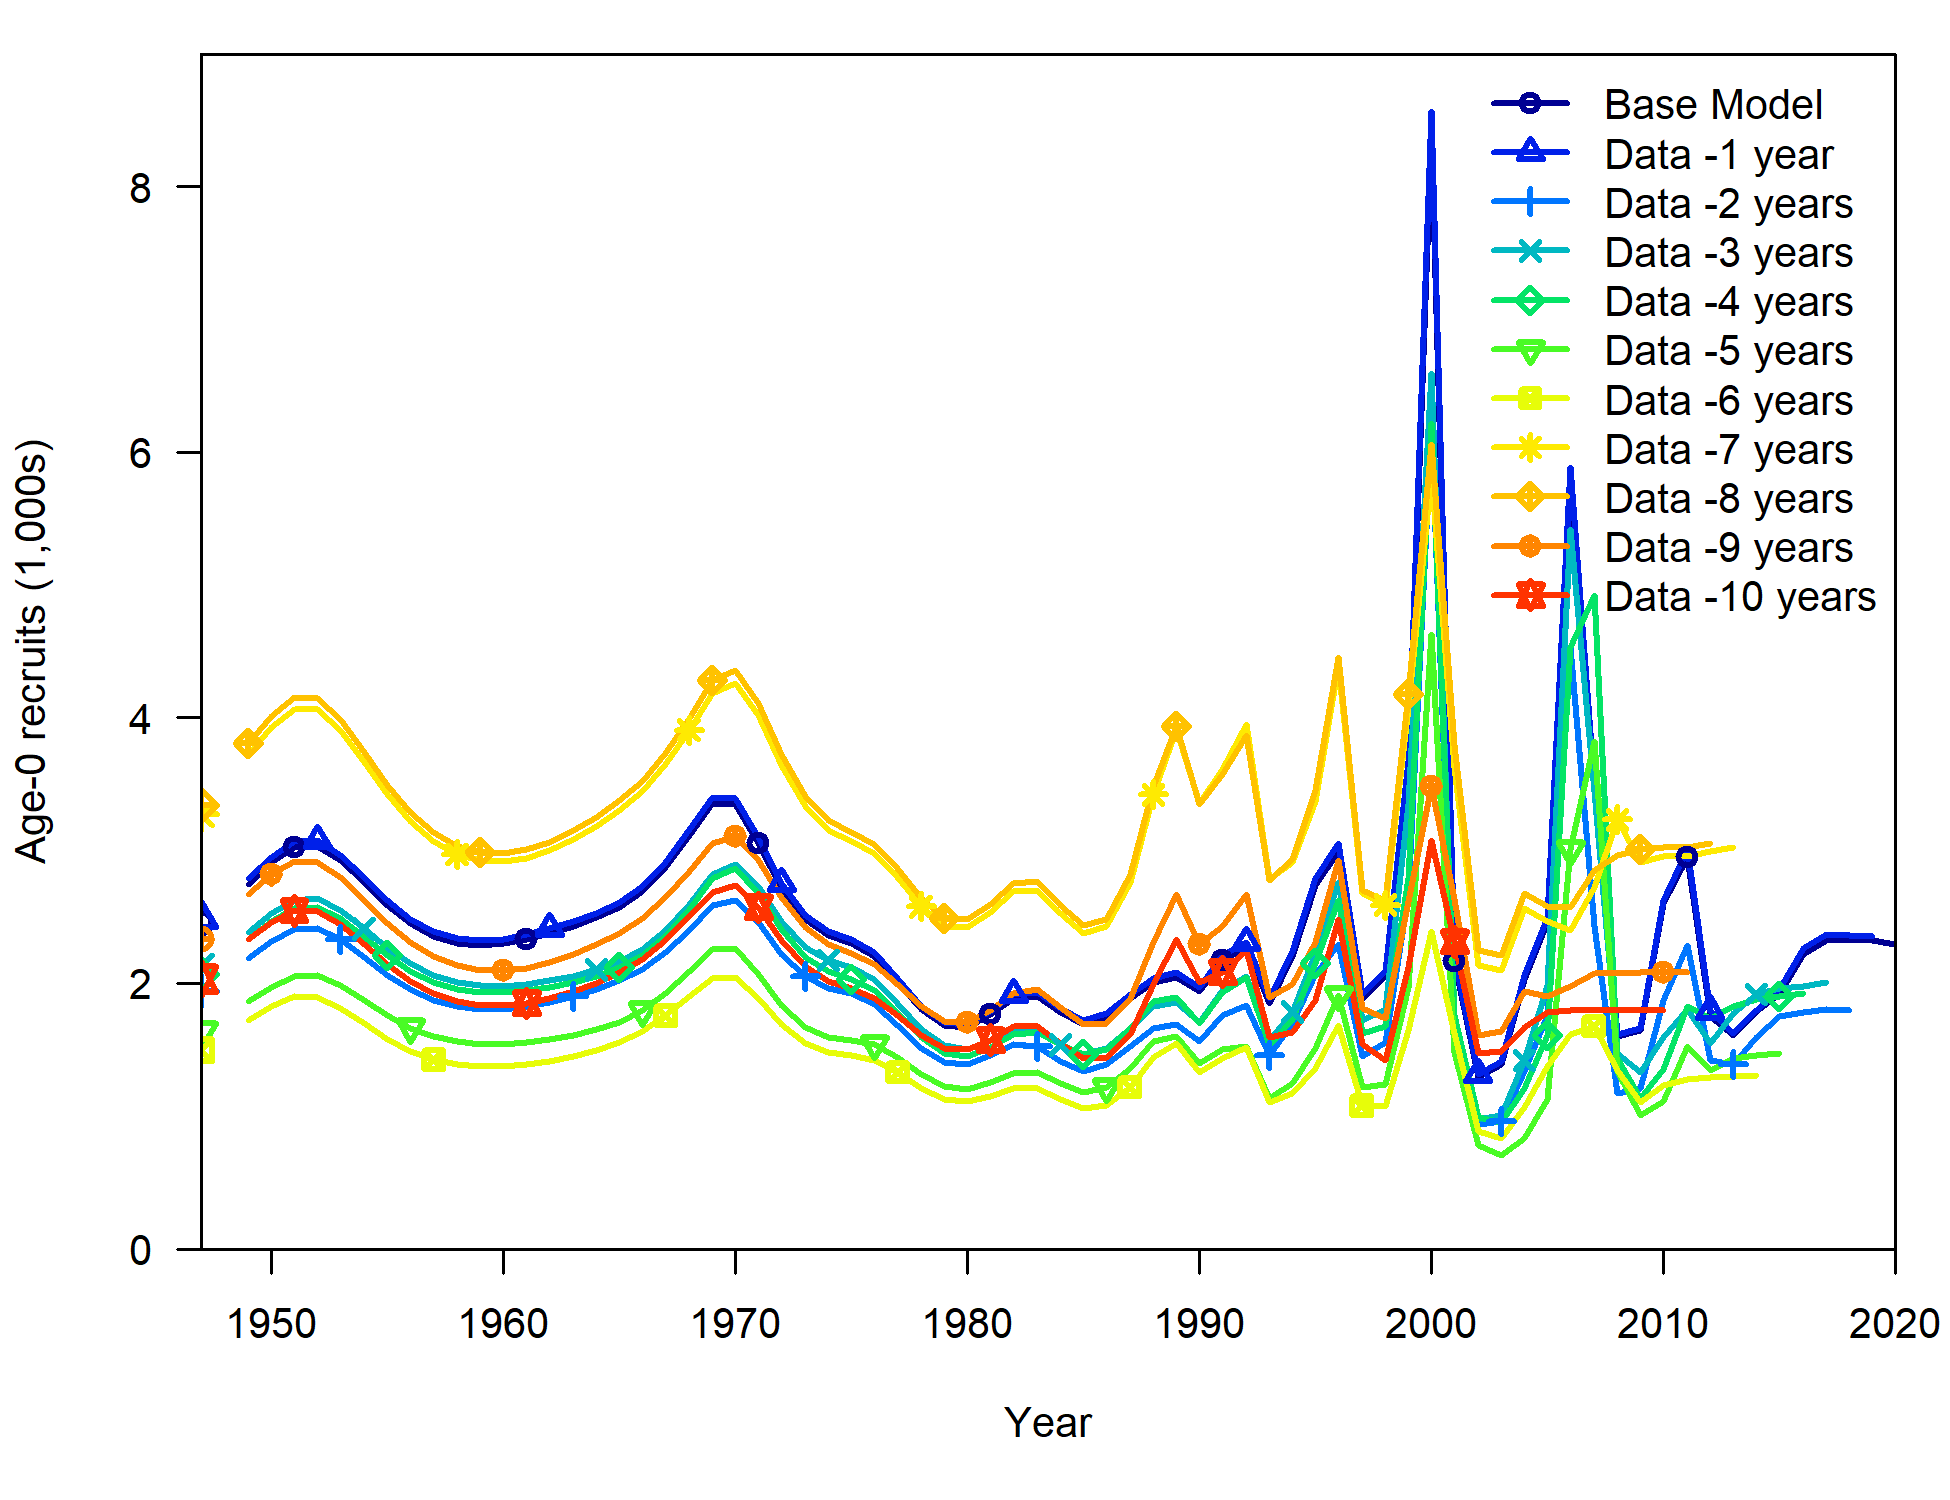 Base Model
Data -1 year
Data -2 years
Data -3 years
Data -4 years
Data -5 years
Data -6 years
Data -7 years
Data -8 years
Data -9 years
Data -10 years
8
6
4
2
0
Age-0 recruits (1,000s)
1950 1960 1970 1980 1990 2000 2010 2020
Year